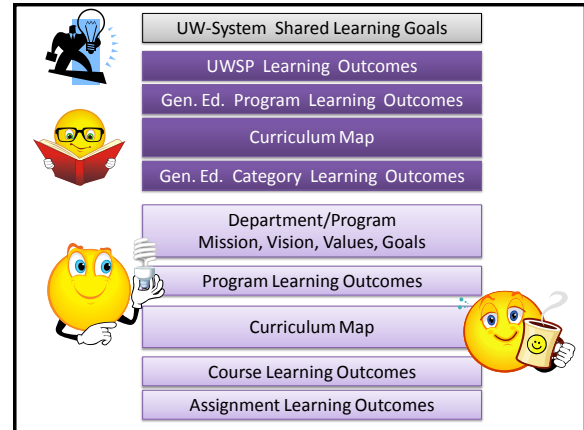 UW-System Shared Learning Goals
UWSP Learning Outcomes
Gen. Ed. Program Learning Outcomes
Curriculum Map
Gen. Ed. Category Learning Outcomes
Department/Program
Mission, Vision, Values, Goals
Program Learning Outcomes
Curriculum Map
Course Learning Outcomes
Assignment Learning Outcomes